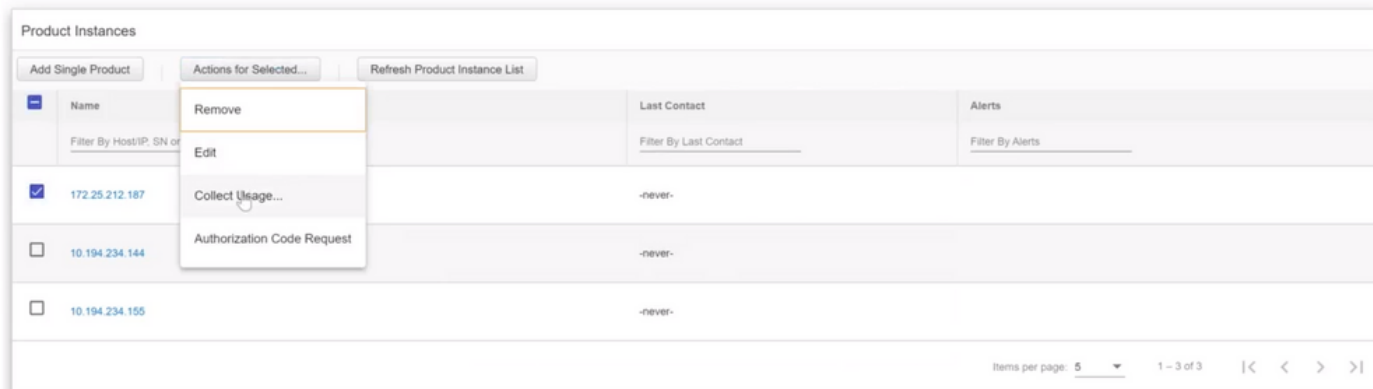 Product Instances
Add Single Product
Actions for Selected...
Refresh Product Instance List
Name
Last Contact
Alerts
Filter By Host/IP, SN or
Filter By Last Contact
Filter By Alerts
Remove
Edit
Collect Usage...
Authorization Code Request
172.25.212.187
-never-
10.194.234.144
-never-
10.194.234.155
-never-
Items per page: 5
1 – 3 of 3